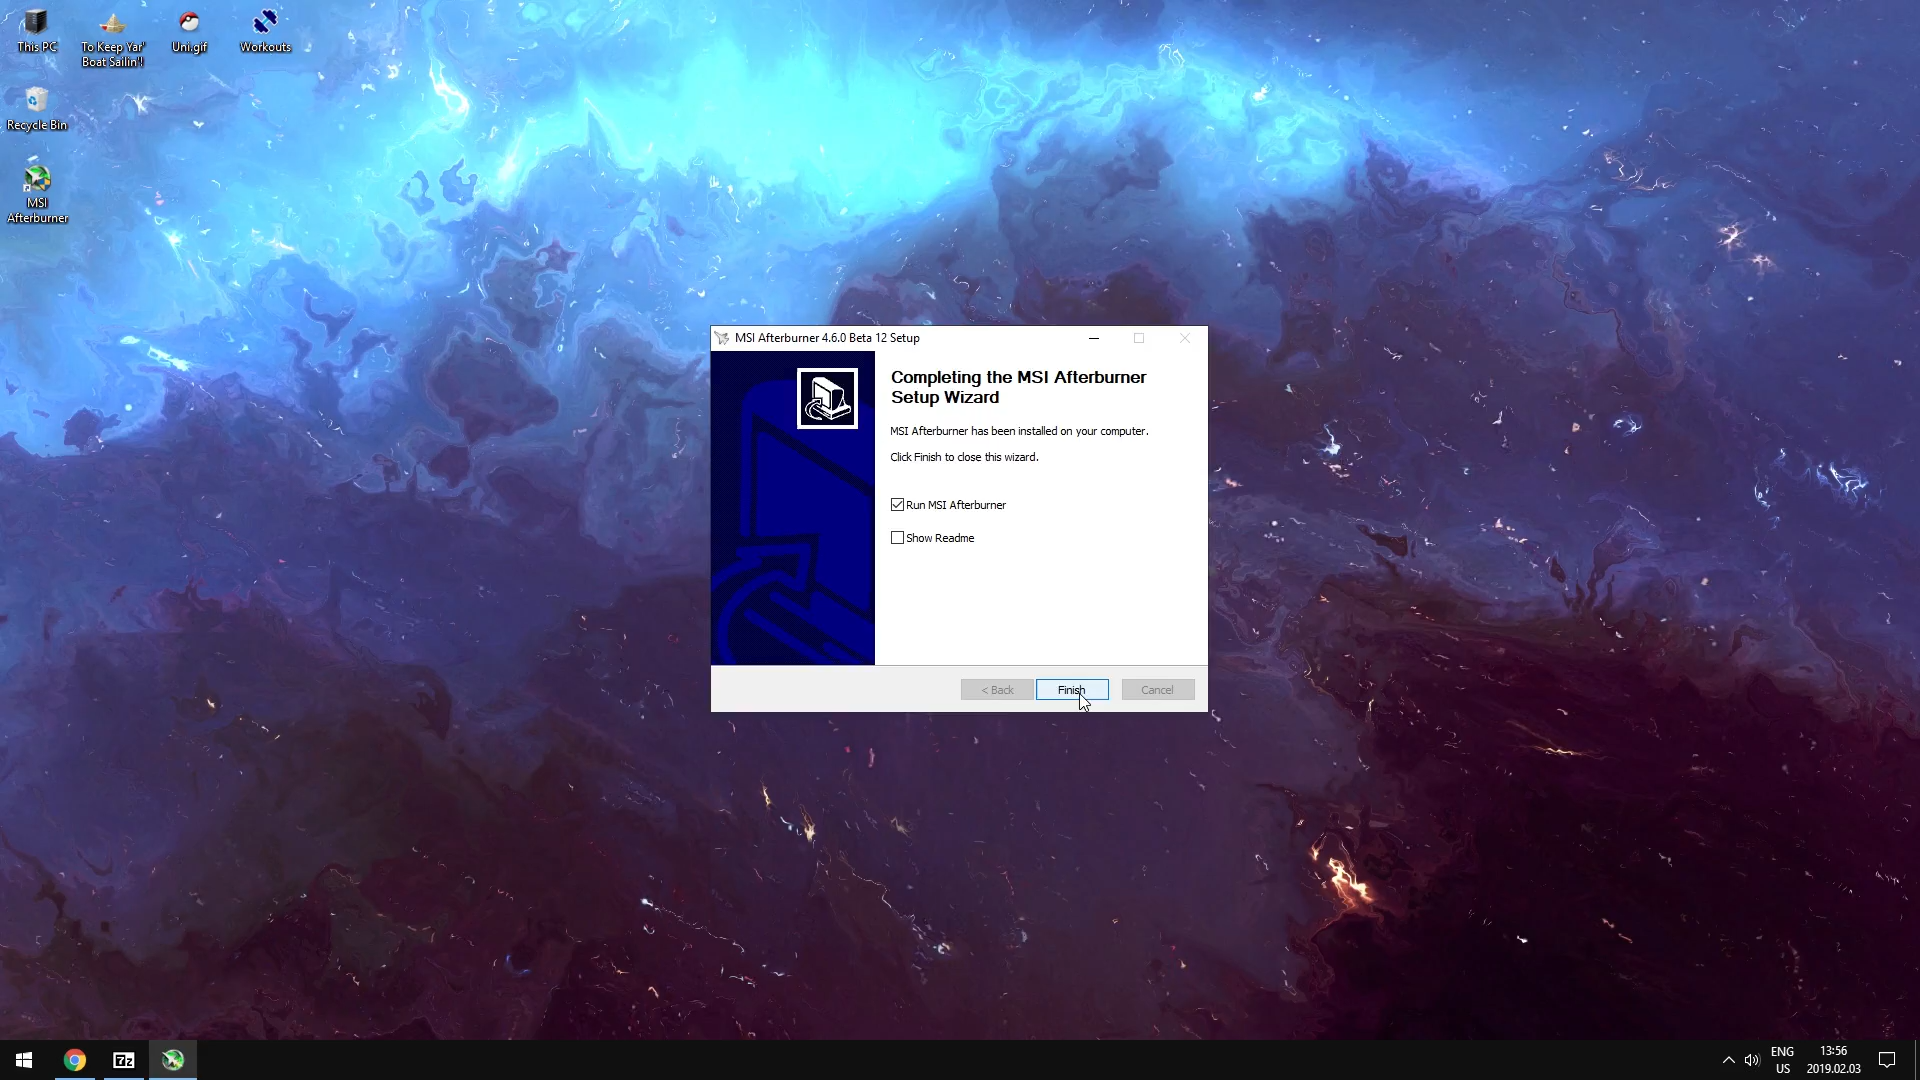 This PC
To Keep Yar'
Boat Sailin'!
Uni.gif
Workouts
Recycle Bin
MSI
Afterburner
MSI Afterburner 4.6.0 Beta 12 Setup
Completing the MSI Afterburner
Setup Wizard
MSI Afterburner has been installed on your computer.
Click Finish to close this wizard.
Run MSI Afterburner
Show Readme
< Back
Finish
Cancel
7z
ENG
US
13:56
2019.02.03